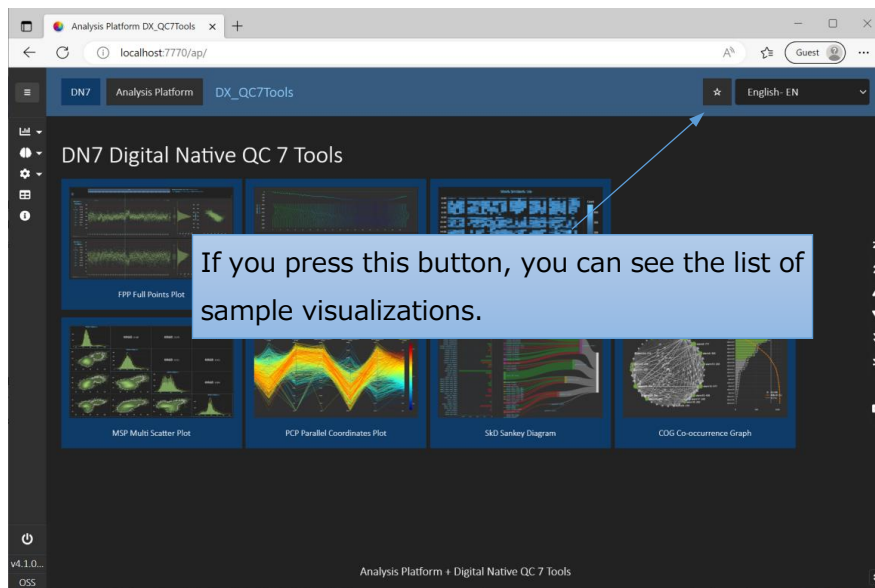 Analysis Platform DX_QC7Tools
localhost:7770/ap/
Guest
DN7
Analysis Platform
DX_QC7Tools
English- EN
DN7 Digital Native QC 7 Tools
If you press this button, you can see the list of
sample visualizations.
FPP Full Points Plot
MSP Multi Scatter Plot
PCP Parallel Coordinates Plot
SkD Sankey Diagram
COG Co-occurrence Graph
v4.1.0...
OSS
Analysis Platform + Digital Native QC 7 Tools